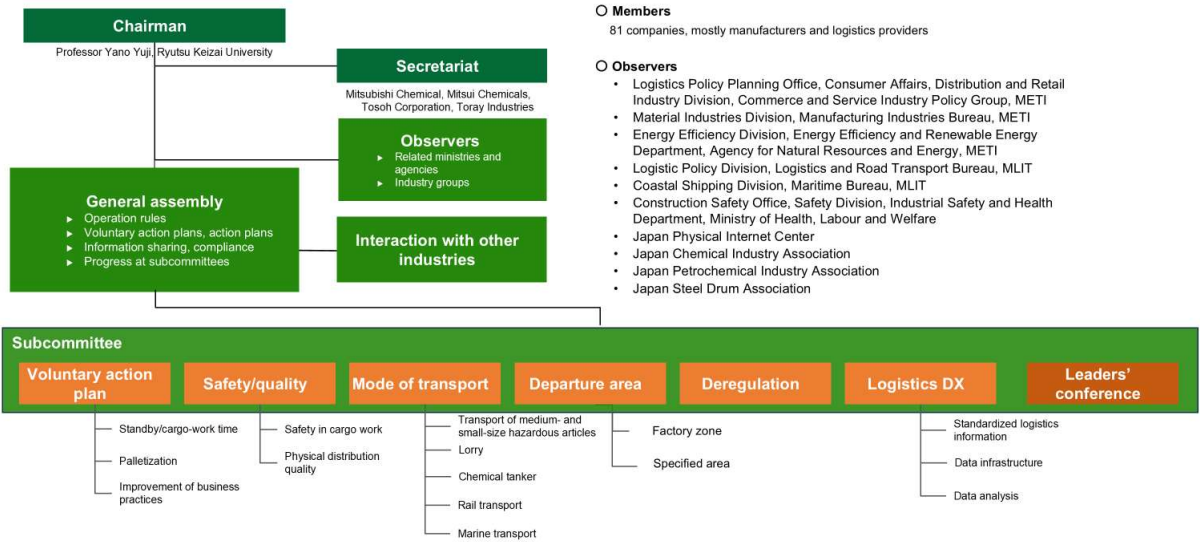 Chairman
Professor Yano Yuji, Ryutsu Keizai University
Secretariat
Mitsubishi Chemical, Mitsui Chemicals,
Tosoh Corporation, Toray Industries
Observers
▶ Related ministries and
agencies
▶ Industry groups
General assembly
▶ Operation rules
▶ Voluntary action plans, action plans
▶ Information sharing, compliance
▶ Progress at subcommittees
Interaction with other
industries
Members
81 companies, mostly manufacturers and logistics providers
Observers
• Logistics Policy Planning Office, Consumer Affairs, Distribution and Retail
Industry Division, Commerce and Service Industry Policy Group, METI
• Material Industries Division, Manufacturing Industries Bureau, METI
• Energy Efficiency Division, Energy Efficiency and Renewable Energy
Department, Agency for Natural Resources and Energy, METI
• Logistic Policy Division, Logistics and Road Transport Bureau, MLIT
• Coastal Shipping Division, Maritime Bureau, MLIT
• Construction Safety Office, Safety Division, Industrial Safety and Health
Department, Ministry of Health, Labour and Welfare
• Japan Physical Internet Center
• Japan Chemical Industry Association
• Japan Petrochemical Industry Association
• Japan Steel Drum Association
Subcommittee
Voluntary action
plan
Standby/cargo-work time
Palletization
Improvement of business
practices
Safety/quality
Safety in cargo work
Physical distribution
quality
Mode of transport
Transport of medium- and
small-size hazardous articles
Lorry
Chemical tanker
Rail transport
Marine transport
Departure area
Factory zone
Specified area
Deregulation
Logistics DX
Standardized logistics
information
Data infrastructure
Data analysis
Leaders'
conference